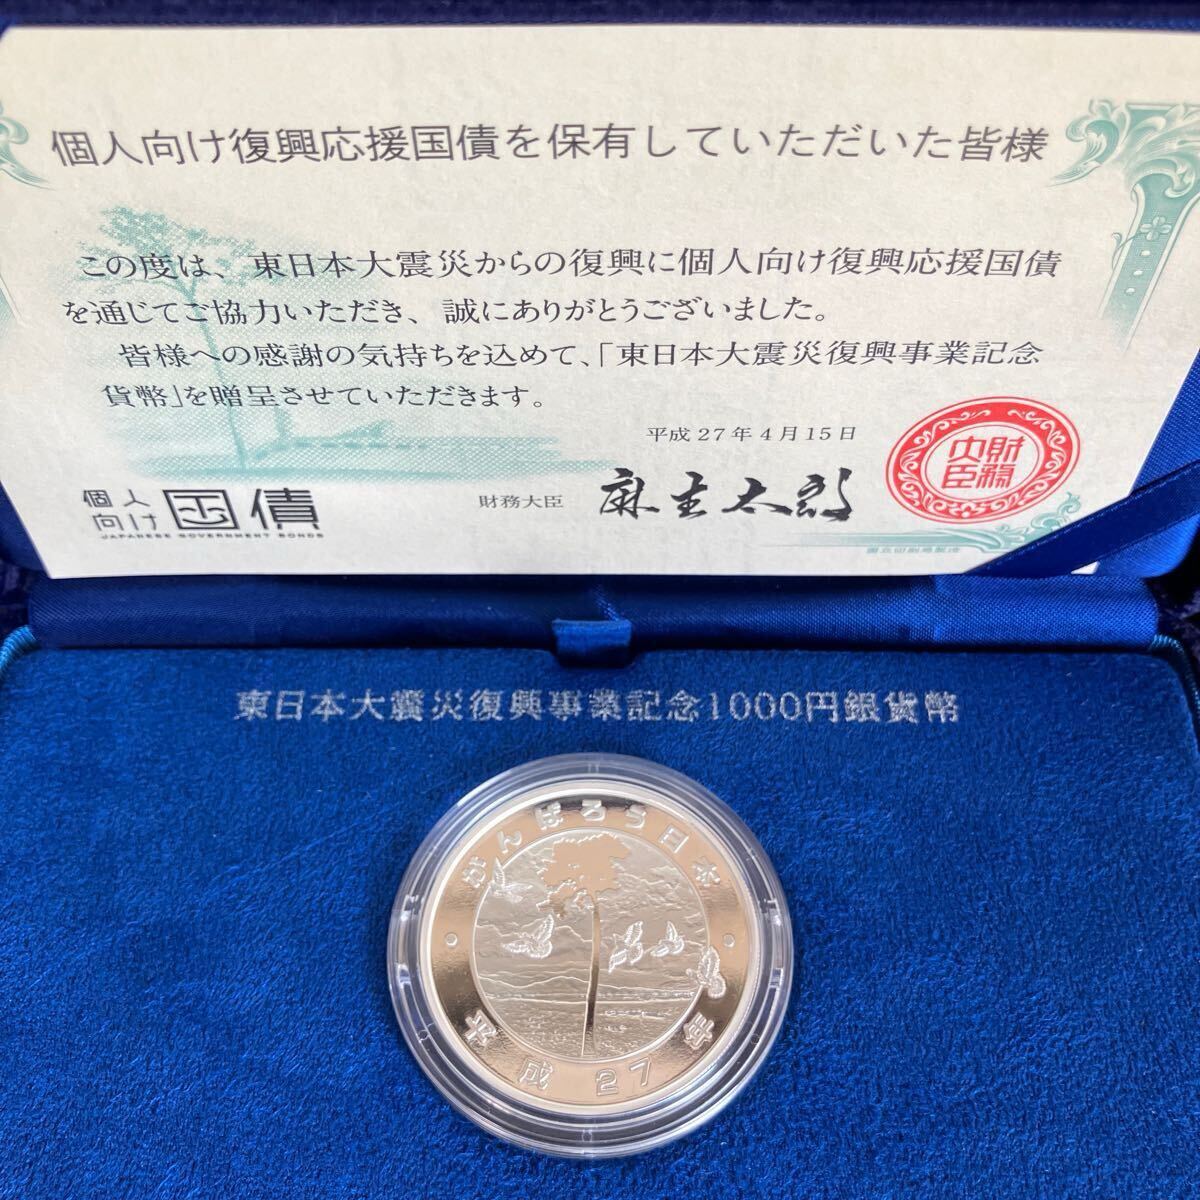 個人向け復興応援国債を保有していただいた皆様
この度は、東日本大震災からの復興に個人向け復興応援国債
を通じてご協力いただき、誠にありがとうございました。
皆様への感謝の気持ちを込めて、「東日本大震災復興事業記念
貨幣」を贈呈させていただきます。
平成27年4月15日
個人
向け 国債
JAPANESE GOVERNMENT BONDS
財務大臣 麻生太郎
財務大臣
国立印刷局製造
東日本大震災復興事業記念1000円銀貨幣
がんばろう日本
平成27年